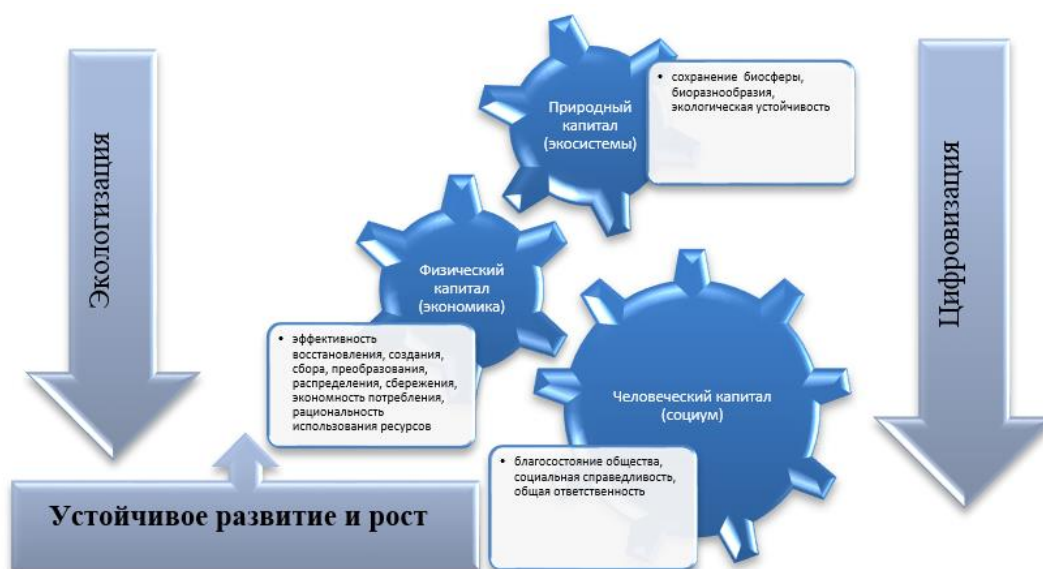 Экологизация
Природный
капитал
(экосистемы)
• сохранение биосферы,
биоразнообразия,
экологическая устойчивость
Физический
капитал
(экономика)
• эффективность
восстановления, создания,
сбора, преобразования,
распределения, сбережения,
экономность потребления,
рациональность
использования ресурсов
Человеческий капитал
(социум)
• благосостояние общества,
социальная справедливость,
общая ответственность
Цифровизация
Устойчивое развитие и рост